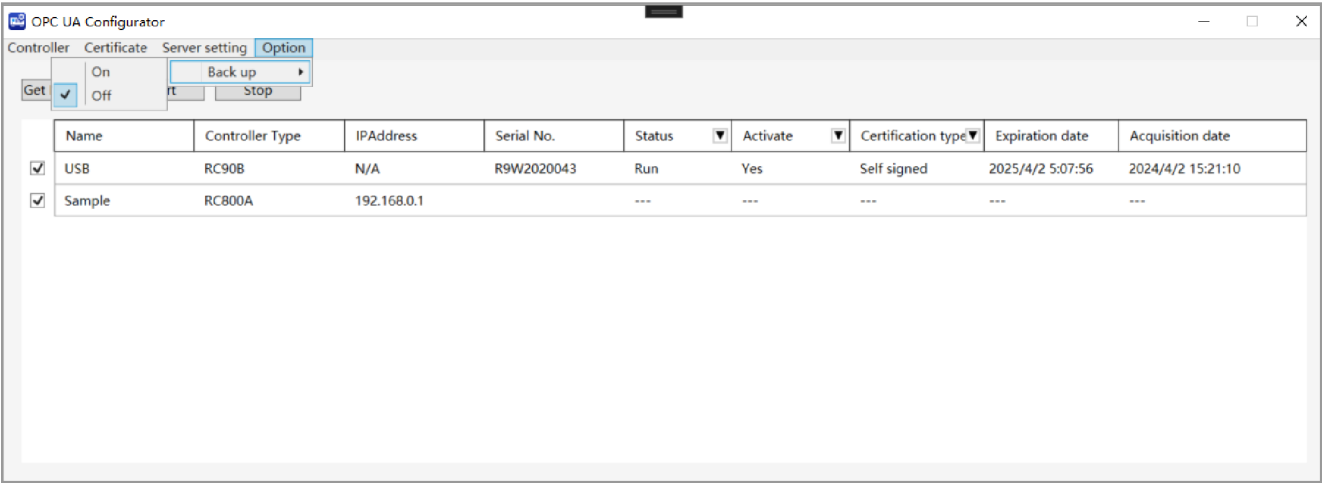 OPC UA Configurator
Controller Certificate Server setting Option
On Back up
Off
Get rt Stop
Name Controller Type IPAddress Serial No. Status Activate Certification type Expiration date Acquisition date
USB RC90B N/A R9W2020043 Run Yes Self signed 2025/4/2 5:07:56 2024/4/2 15:21:10
Sample RC800A 192.168.0.1 --- --- --- --- ---